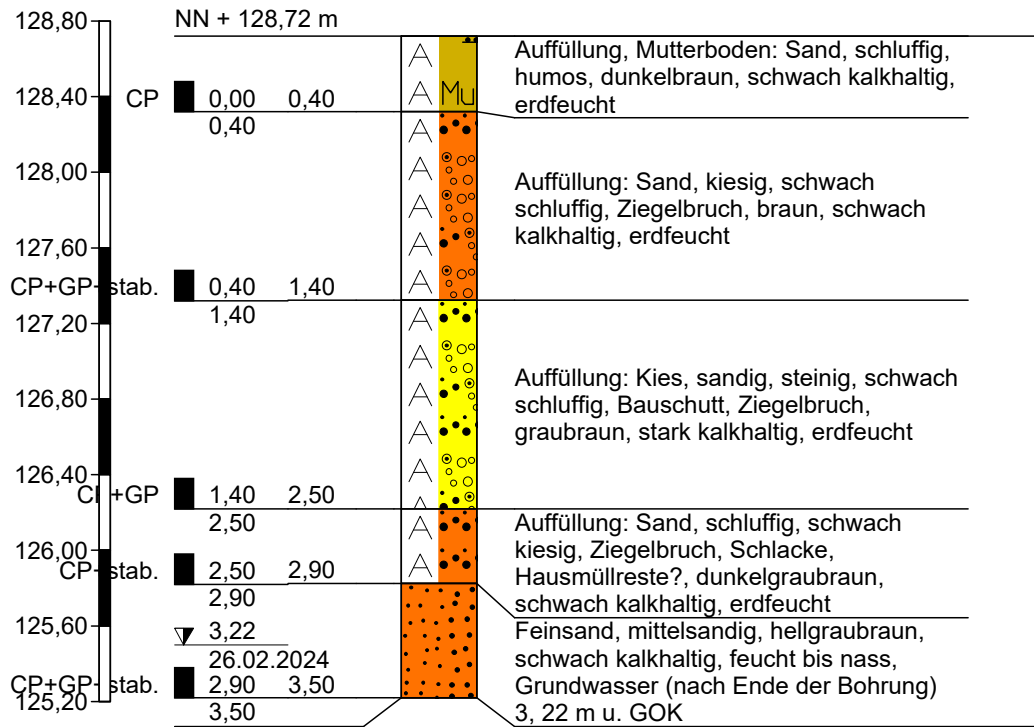 128,80
NN + 128,72 m
Auffüllung, Mutterboden: Sand, schluffig,
humos, dunkelbraun, schwach kalkhaltig,
erdfeucht
A
A
Mu
128,40
CP
0,00 0,40
0,40
A
A
A
A
A
128,00
Auffüllung: Sand, kiesig, schwach
schluffig, Ziegelbruch, braun, schwach
kalkhaltig, erdfeucht
127,60
CP+GP+stab.
0,40 1,40
1,40
127,20
A
A
A
A
A
A
Auffüllung: Kies, sandig, steinig, schwach
schluffig, Bauschutt, Ziegelbruch,
graubraun, stark kalkhaltig, erdfeucht
126,80
126,40
CP+GP
1,40 2,50
2,50
A
A
Auffüllung: Sand, schluffig, schwach
kiesig, Ziegelbruch, Schlacke,
Hausmüllreste?, dunkelgraubraun,
schwach kalkhaltig, erdfeucht
126,00
CP+stab.
2,50 2,90
2,90
125,60
3,22
26.02.2024
Feinsand, mittelsandig, hellgraubraun,
schwach kalkhaltig, feucht bis nass,
Grundwasser (nach Ende der Bohrung)
3, 22 m u. GOK
CP+GP+stab.
2,90 3,50
125,20
3,50